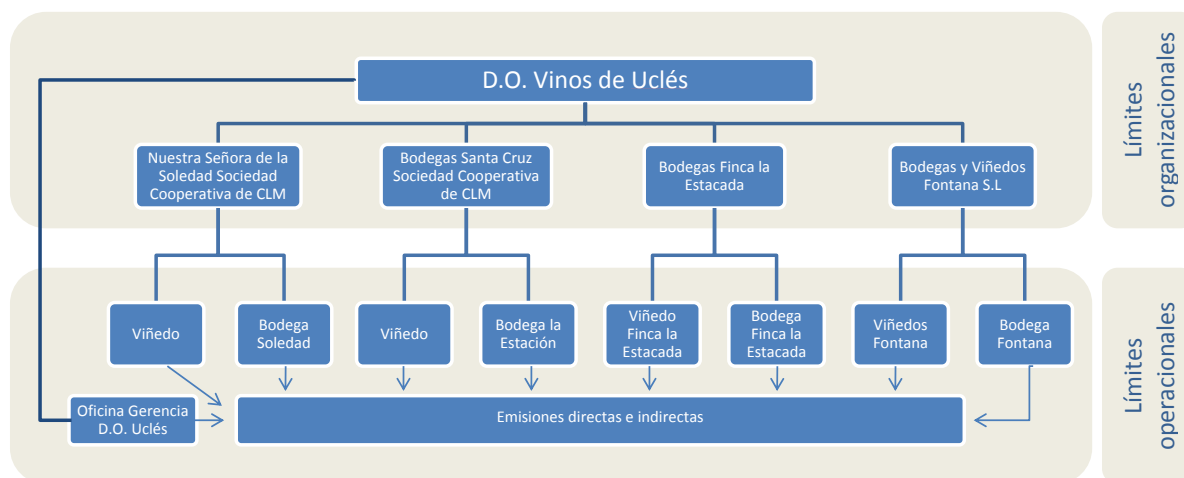 D.O. Vinos de Uclés
Límites
organizacionales
Nuestra Señora de la
Soledad Sociedad
Cooperativa de CLM
Bodegas Santa Cruz
Sociedad Cooperativa
de CLM
Bodegas Finca la
Estacada
Bodegas y Viñedos
Fontana S.L
Viñedo
Bodega
Soledad
Viñedo
Bodega la
Estación
Viñedo
Finca la
Estacada
Bodega
Finca la
Estacada
Viñedos
Fontana
Bodega
Fontana
Límites
operacionales
Oficina Gerencia
D.O. Uclés
Emisiones directas e indirectas